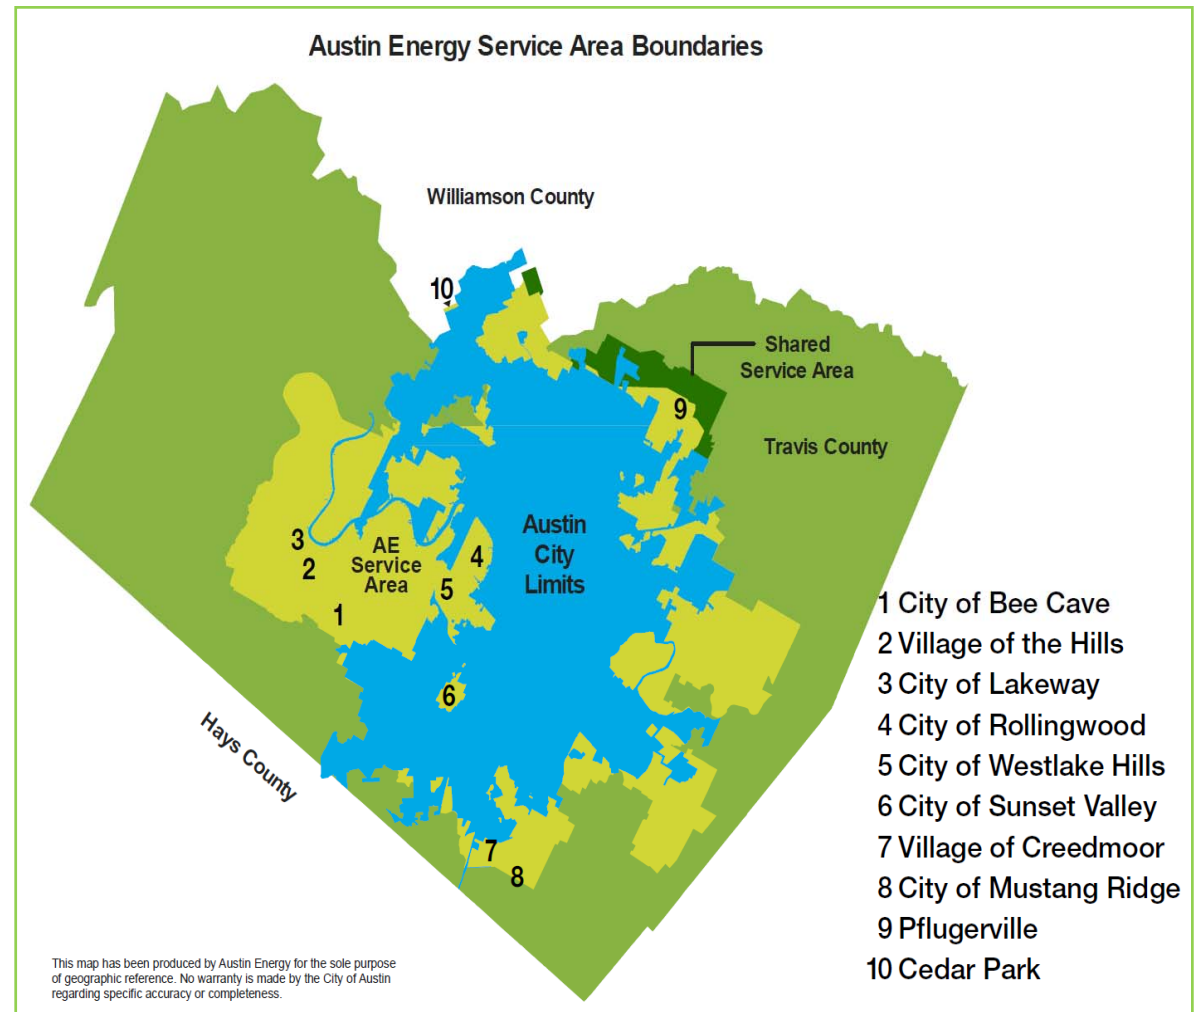 Austin Energy Service Area Boundaries
Williamson County
10
Shared
Service Area
9
Travis County
3
2
AE
Service
Area
1
4
5
Austin
City
Limits
6
Hays County
7
8
1 City of Bee Cave
2 Village of the Hills
3 City of Lakeway
4 City of Rollingwood
5 City of Westlake Hills
6 City of Sunset Valley
7 Village of Creedmoor
8 City of Mustang Ridge
9 Pflugerville
10 Cedar Park
This map has been produced by Austin Energy for the sole purpose
of geographic reference. No warranty is made by the City of Austin
regarding specific accuracy or completeness.